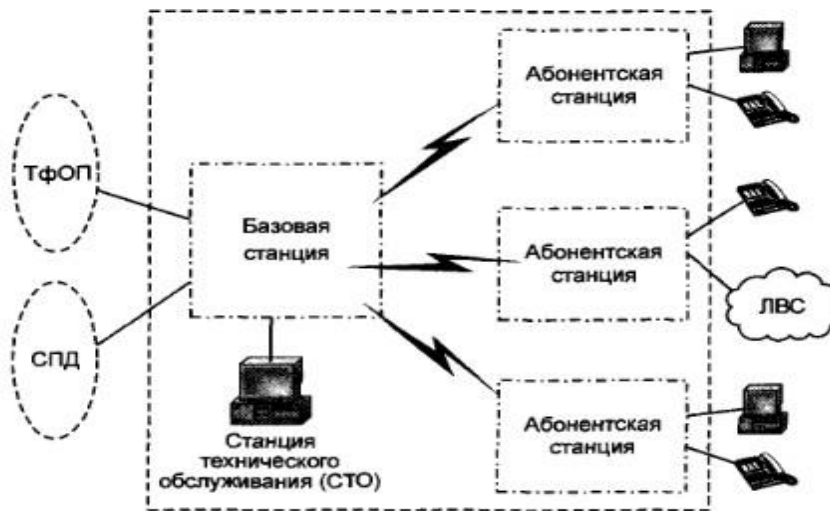 ТфОП
СПД
Базовая
станция
Станция
технического
обслуживания (СТО)
Абонентская
станция
Абонентская
станция
ЛВС
Абонентская
станция